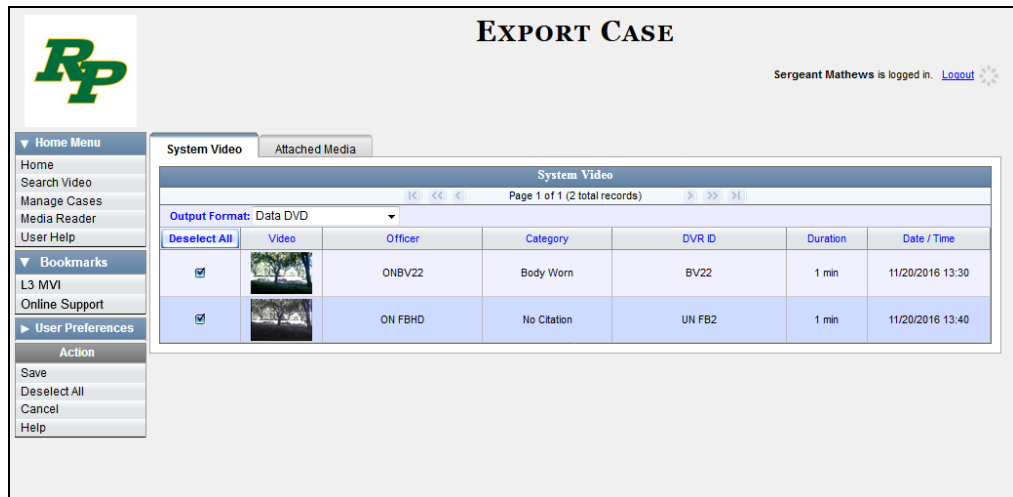 EXPORT CASE
RP
Sergeant Mathews is logged in. Logout
▼ Home Menu
Home
Search Video
Manage Cases
Media Reader
User Help
▼ Bookmarks
L3 MVI
Online Support
▶ User Preferences
Action
Save
Deselect All
Cancel
Help
System Video Attached Media
System Video
|< << < Page 1 of 1 (2 total records) > >> >|
Output Format: Data DVD
Deselect All Video Officer Category DVR ID Duration Date / Time
ONBV22 Body Worn BV22 1 min 11/20/2016 13:30
ON FBHD No Citation UN FB2 1 min 11/20/2016 13:40